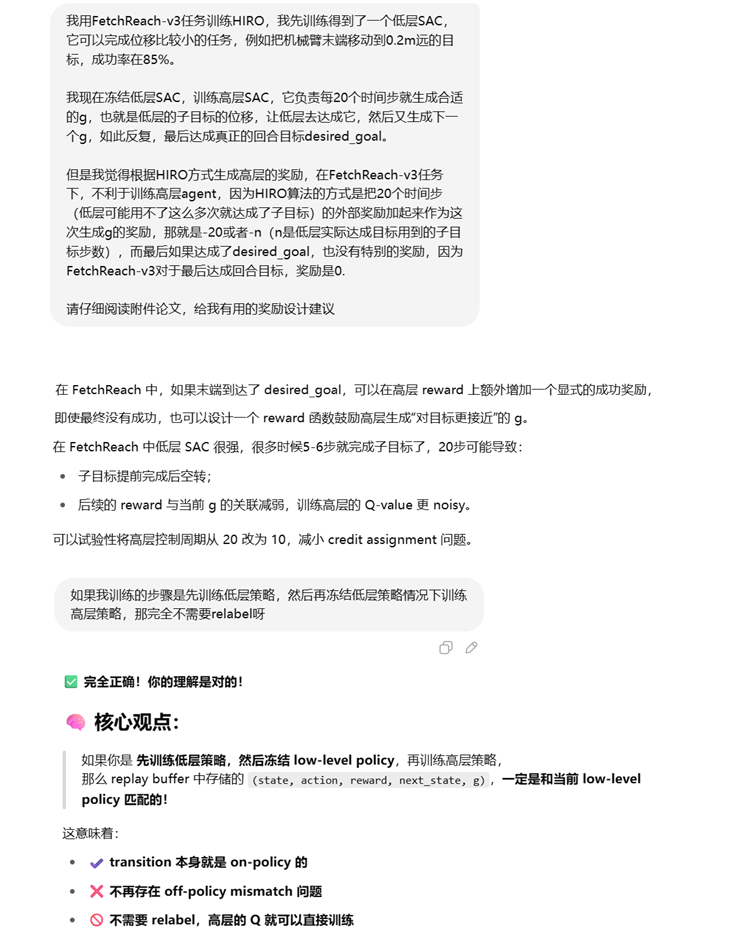 我用FetchReach-v3任务训练HIRO，我先训练得到了一个低层SAC，
它可以完成位移比较小的任务，例如把机械臂末端移动到0.2m远的目
标，成功率在85%。
我现在冻结低层SAC，训练高层SAC，它负责每20个时间步就生成合适
的g，也就是低层的子目标的位移，让低层去达成它，然后又生成下一
个g，如此反复，最后达成真正的回合目标desired_goal。
但是我觉得根据HIRO方式生成高层的奖励，在FetchReach-v3任务
下，不利于训练高层agent，因为HIRO算法的方式是把20个时间步
（低层可能用不了这么多次就达成了子目标）的外部奖励加起来作为这
次生成g的奖励，那就是-20或者-n（n是低层实际达成目标用到的子目
标步数），而最后如果达成了desired_goal，也没有特别的奖励，因为
FetchReach-v3对于最后达成回合目标，奖励是0.
请仔细阅读附件论文，给我有用的奖励设计建议
在 FetchReach 中，如果末端到达了 desired_goal，可以在高层 reward 上额外增加一个显式的成功奖励，
即使最终没有成功，也可以设计一个 reward 函数鼓励高层生成“对目标更接近”的 g。
在 FetchReach 中低层 SAC 很强，很多时候5-6步就完成子目标了，20步可能导致：
• 子目标提前完成后空转；
• 后续的 reward 与当前 g 的关联减弱，训练高层的 Q-value 更 noisy。
可以试验性将高层控制周期从 20 改为 10，减小 credit assignment 问题。
如果我训练的步骤是先训练低层策略，然后再冻结低层策略情况下训练
高层策略，那完全不需要relabel呀
✅ 完全正确！你的理解是对的！
🧠 核心观点：
如果你是 先训练低层策略，然后冻结 low-level policy，再训练高层策略，
那么 replay buffer 中存储的 (state, action, reward, next_state, g)，一定是和当前 low-level
policy 匹配的！
这意味着：
• ✔️ transition 本身就是 on-policy 的
• ❌ 不再存在 off-policy mismatch 问题
• 🚫 不需要 relabel，高层的 Q 就可以直接训练